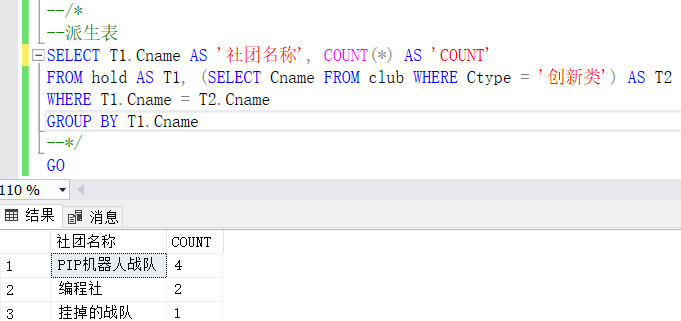 --/*
--派生表
SELECT T1.Cname AS '社团名称', COUNT(*) AS 'COUNT'
FROM hold AS T1, (SELECT Cname FROM club WHERE Ctype = '创新类') AS T2
WHERE T1.Cname = T2.Cname
GROUP BY T1.Cname
--*/
GO
110 %
结果 消息
社团名称 COUNT
1 PIP机器人战队 4
2 编程社 2
3 挂掉的战队 1